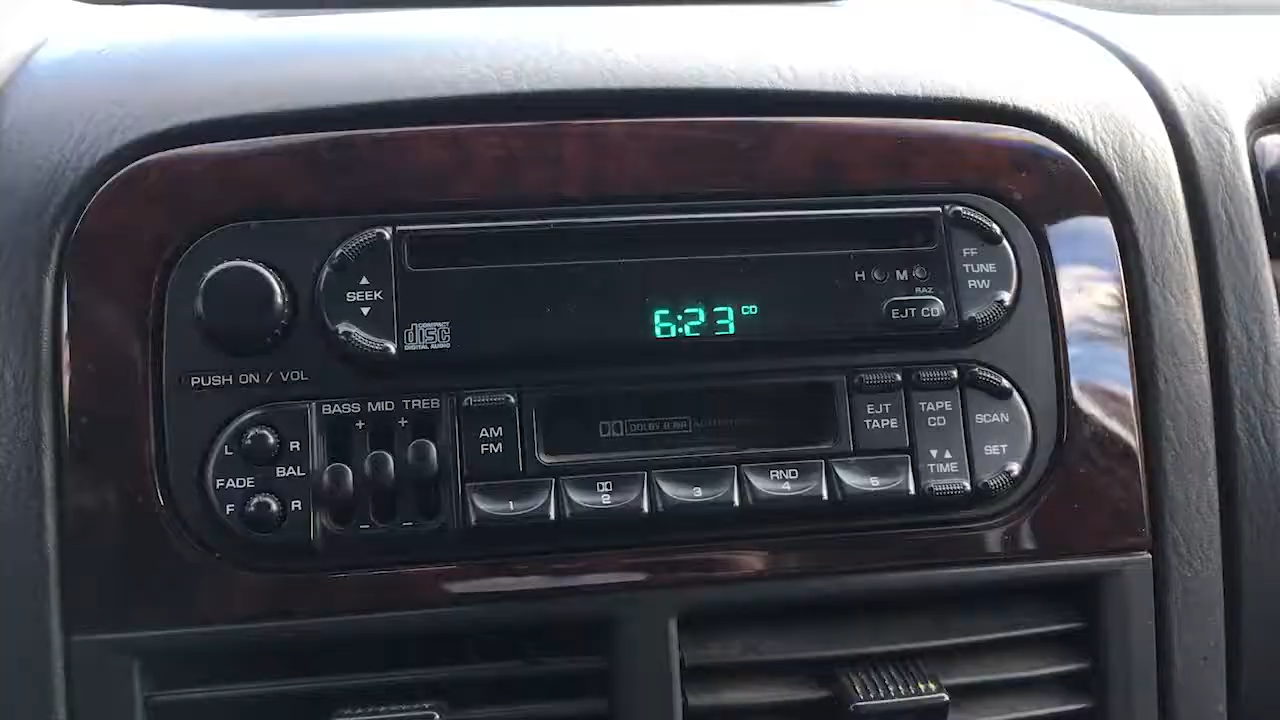 FF
TUNE
RW
H M
RAZ
EJT CD
▲
SEEK
▼
6:23 CD
COMPACT
disc
DIGITAL AUDIO
PUSH ON / VOL
BASS MID TREB
+ +
- -
L R
BAL
FADE
F R
AM
FM
DOLBY B NR
EJT
TAPE
TAPE
CD
▼▲
TIME
SCAN
SET
1
2
3
RND
4
5